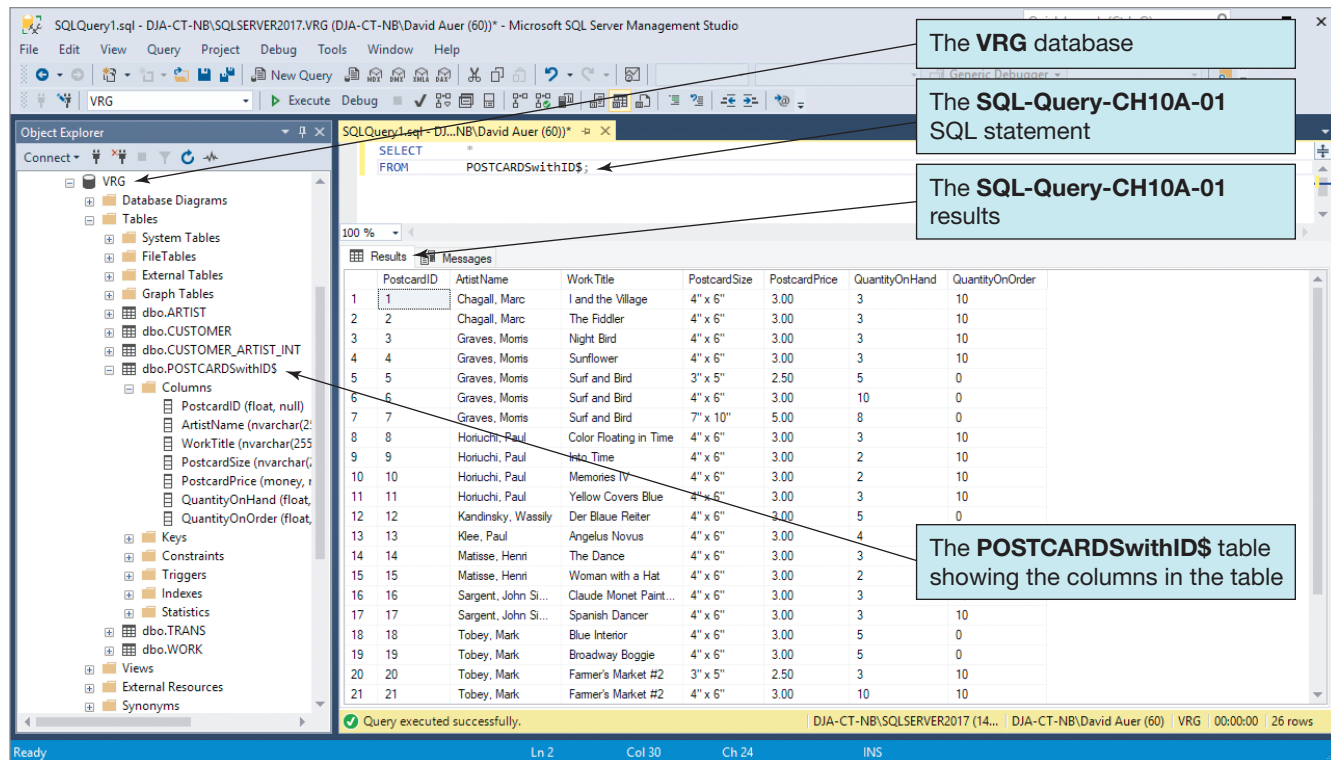 SQLQuery1.sql - DJA-CT-NB\SQLSERVER2017.VRG (DJA-CT-NB\David Auer (60))* - Microsoft SQL Server Management Studio
File Edit View Query Project Debug Tools Window Help
New Query
Generic Debugger
VRG
Execute Debug
The VRG database
The SQL-Query-CH10A-01
SQL statement
The SQL-Query-CH10A-01
results
Object Explorer
Connect
VRG
Database Diagrams
Tables
System Tables
FileTables
External Tables
Graph Tables
dbo.ARTIST
dbo.CUSTOMER
dbo.CUSTOMER_ARTIST_INT
dbo.POSTCARDSwithID$
Columns
PostcardID (float, null)
ArtistName (nvarchar(2
WorkTitle (nvarchar(255
PostcardSize (nvarchar(
PostcardPrice (money,
QuantityOnHand (float,
QuantityOnOrder (float,
Keys
Constraints
Triggers
Indexes
Statistics
dbo.TRANS
dbo.WORK
Views
External Resources
Synonyms
SQLQuery1.sql - DJ...NB\David Auer (60))*
SELECT *
FROM POSTCARDSwithID$;
100 %
Results Messages
PostcardID ArtistName WorkTitle PostcardSize PostcardPrice QuantityOnHand QuantityOnOrder
1 1 Chagall, Marc I and the Village 4" x 6" 3.00 3 10
2 2 Chagall, Marc The Fiddler 4" x 6" 3.00 3 10
3 3 Graves, Morris Night Bird 4" x 6" 3.00 3 10
4 4 Graves, Morris Sunflower 4" x 6" 3.00 3 10
5 5 Graves, Morris Surf and Bird 3" x 5" 2.50 5 0
6 6 Graves, Morris Surf and Bird 4" x 6" 3.00 10 0
7 7 Graves, Morris Surf and Bird 7" x 10" 5.00 8 0
8 8 Horiuchi, Paul Color Floating in Time 4" x 6" 3.00 3 10
9 9 Horiuchi, Paul Into Time 4" x 6" 3.00 2 10
10 10 Horiuchi, Paul Memories IV 4" x 6" 3.00 2 10
11 11 Horiuchi, Paul Yellow Covers Blue 4" x 6" 3.00 3 10
12 12 Kandinsky, Wassily Der Blaue Reiter 4" x 6" 3.00 5 0
13 13 Klee, Paul Angelus Novus 4" x 6" 3.00 4
14 14 Matisse, Henri The Dance 4" x 6" 3.00 3
15 15 Matisse, Henri Woman with a Hat 4" x 6" 3.00 2
16 16 Sargent, John Si... Claude Monet Paint... 4" x 6" 3.00 3
17 17 Sargent, John Si... Spanish Dancer 4" x 6" 3.00 3 10
18 18 Tobey, Mark Blue Interior 4" x 6" 3.00 5 0
19 19 Tobey, Mark Broadway Boggie 4" x 6" 3.00 5 0
20 20 Tobey, Mark Farmer's Market #2 3" x 5" 2.50 3 10
21 21 Tobey, Mark Farmer's Market #2 4" x 6" 3.00 10 10
The POSTCARDSwithID$ table
showing the columns in the table
Query executed successfully. DJA-CT-NB\SQLSERVER2017 (14... DJA-CT-NB\David Auer (60) VRG 00:00:00 26 rows
Ready Ln 2 Col 30 Ch 24 INS